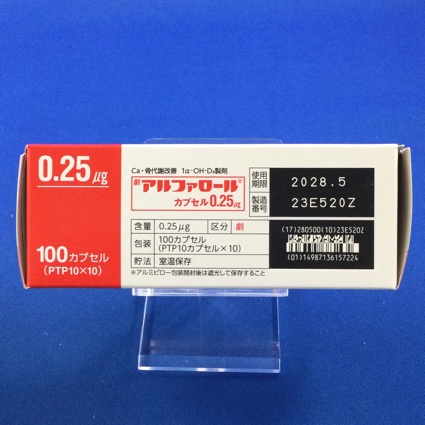 0.25μg
100カプセル
(PTP10×10)
Ca・骨代謝改善 1α-OH-D₃製剤
劇 アルファロール®
カプセル0.25μg
含量 0.25μg 区分 劇
包装 100カプセル
(PTP10カプセル×10)
貯法 室温保存
※アルミピロー包装開封後は遮光して保存すること
使用
期限 2028.5
製造
番号 23E520Z
(17)280500(10)23E520Z
(01)14987136157224